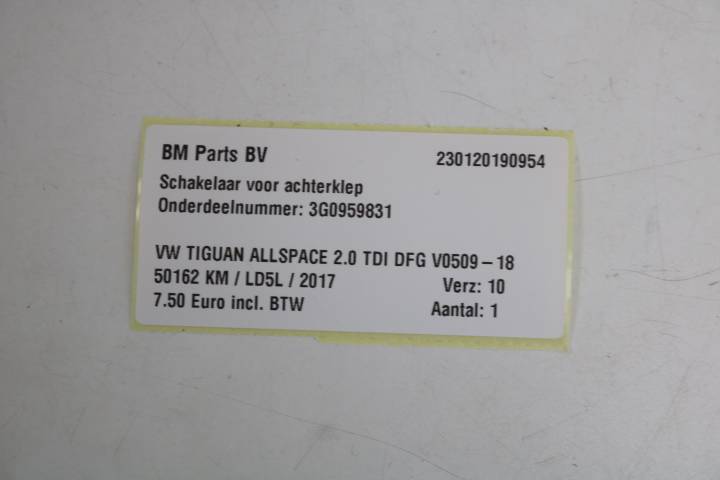 BM Parts BV 230120190954
Schakelaar voor achterklep
Onderdeelnummer: 3G0959831
VW TIGUAN ALLSPACE 2.0 TDI DFG V0509-18
50162 KM / LD5L / 2017 Verz: 10
7.50 Euro incl. BTW Aantal: 1